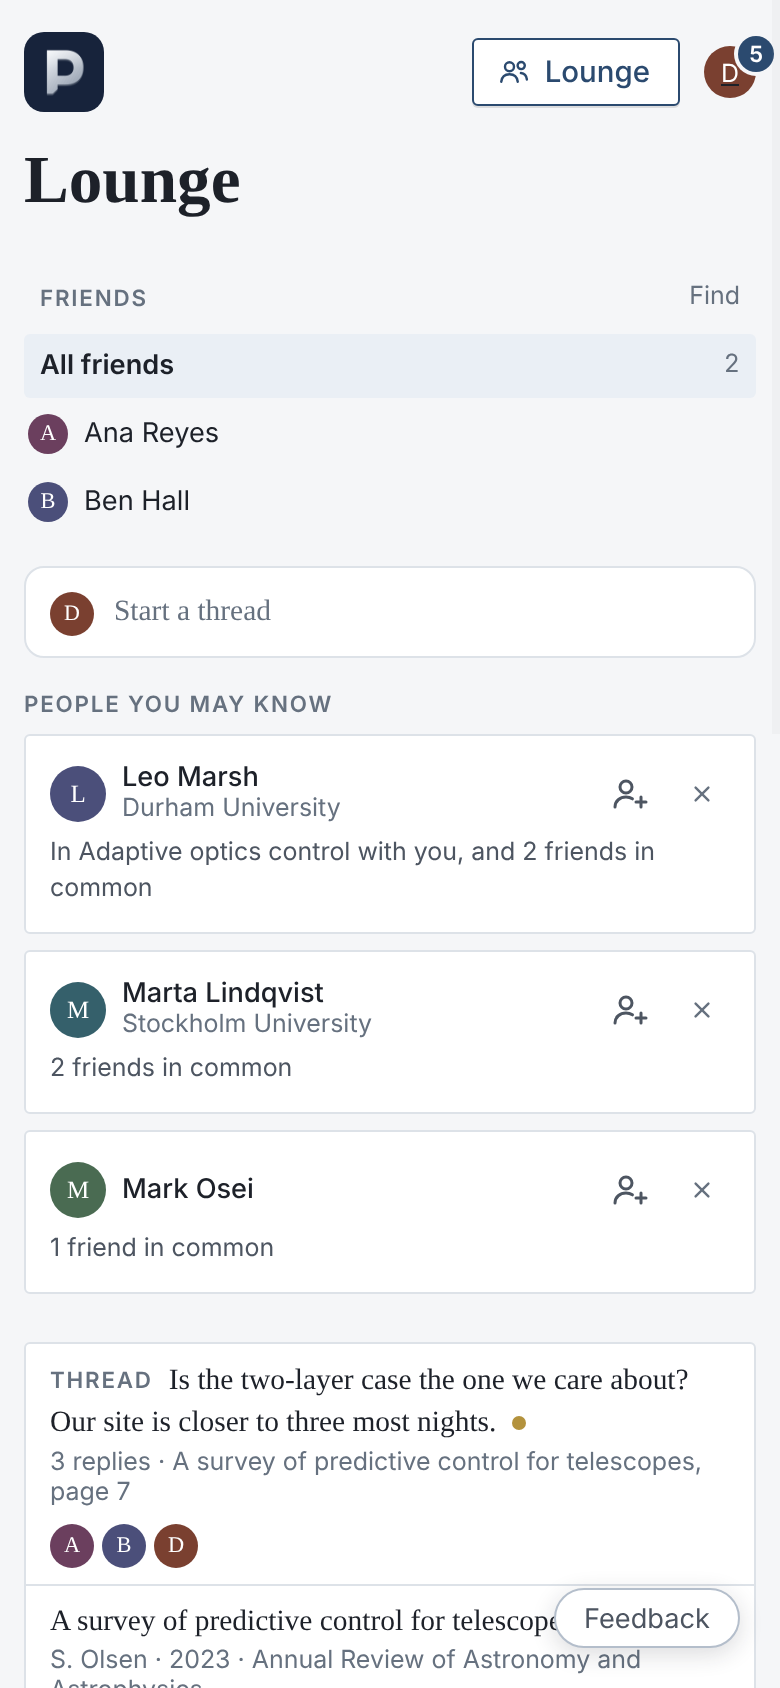 P
Lounge
D
5
Lounge
FRIENDS
Find
All friends
2
A
Ana Reyes
B
Ben Hall
D
Start a thread
PEOPLE YOU MAY KNOW
L
Leo Marsh
Durham University
In Adaptive optics control with you, and 2 friends in
common
M
Marta Lindqvist
Stockholm University
2 friends in common
M
Mark Osei
1 friend in common
THREAD Is the two-layer case the one we care about?
Our site is closer to three most nights.
3 replies · A survey of predictive control for telescopes,
page 7
A B D
A survey of predictive control for telescope
Feedback
S. Olsen · 2023 · Annual Review of Astronomy and
Astrophysics